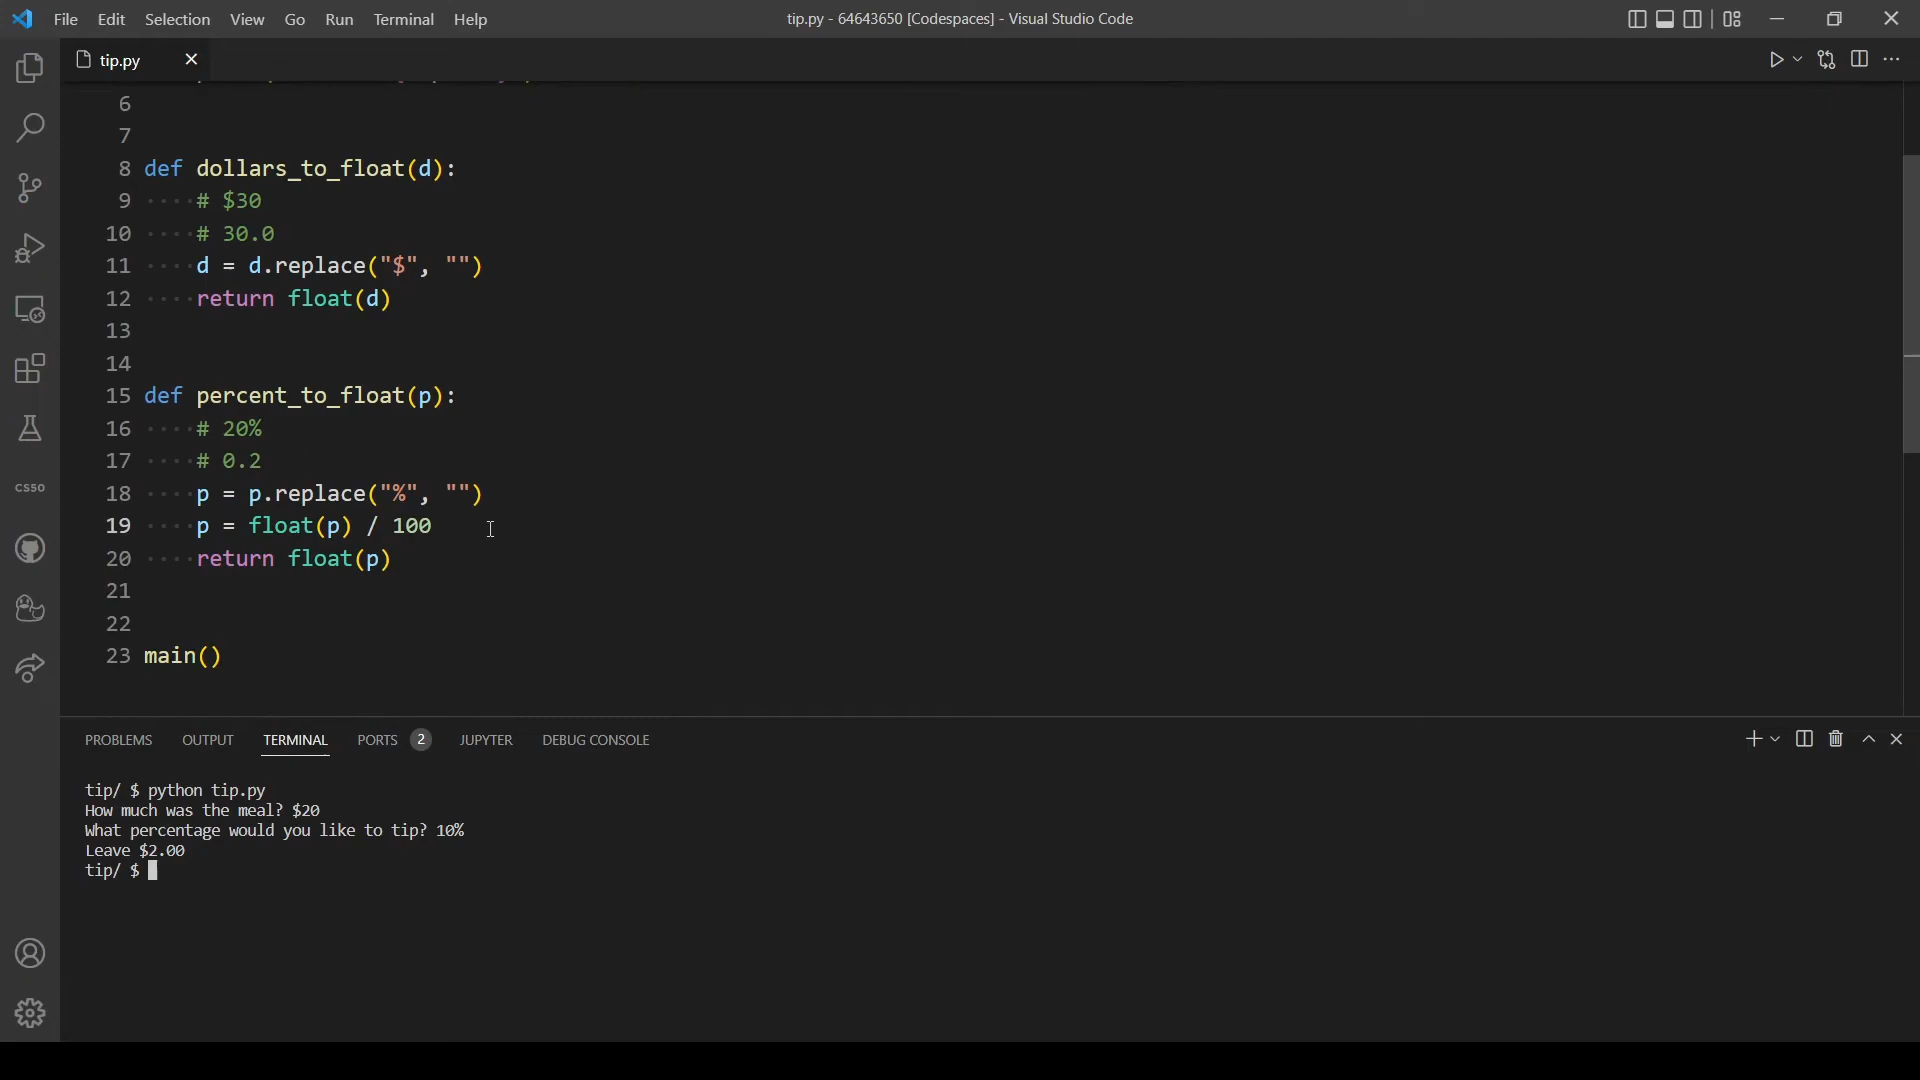 File Edit Selection View Go Run Terminal Help
tip.py - 64643650 [Codespaces] - Visual Studio Code
tip.py
6
7
8 def dollars_to_float(d):
9 ····# $30
10 ····# 30.0
11 ····d = d.replace("$", "")
12 ····return float(d)
13
14
15 def percent_to_float(p):
16 ····# 20%
17 ····# 0.2
18 ····p = p.replace("%", "")
19 ····p = float(p) / 100
20 ····return float(p)
21
22
23 main()
CS50
PROBLEMS OUTPUT TERMINAL PORTS 2 JUPYTER DEBUG CONSOLE
tip/ $ python tip.py
How much was the meal? $20
What percentage would you like to tip? 10%
Leave $2.00
tip/ $